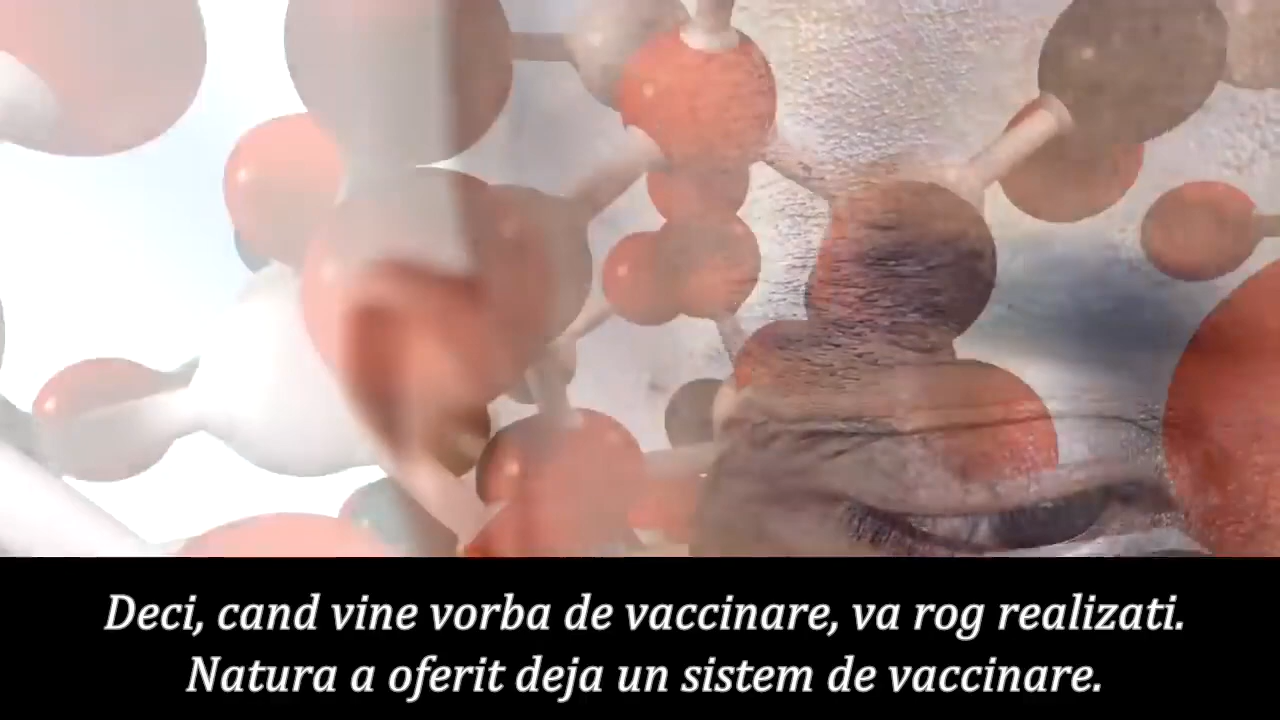 Deci, cand vine vorba de vaccinare, va rog realizati.
Natura a oferit deja un sistem de vaccinare.